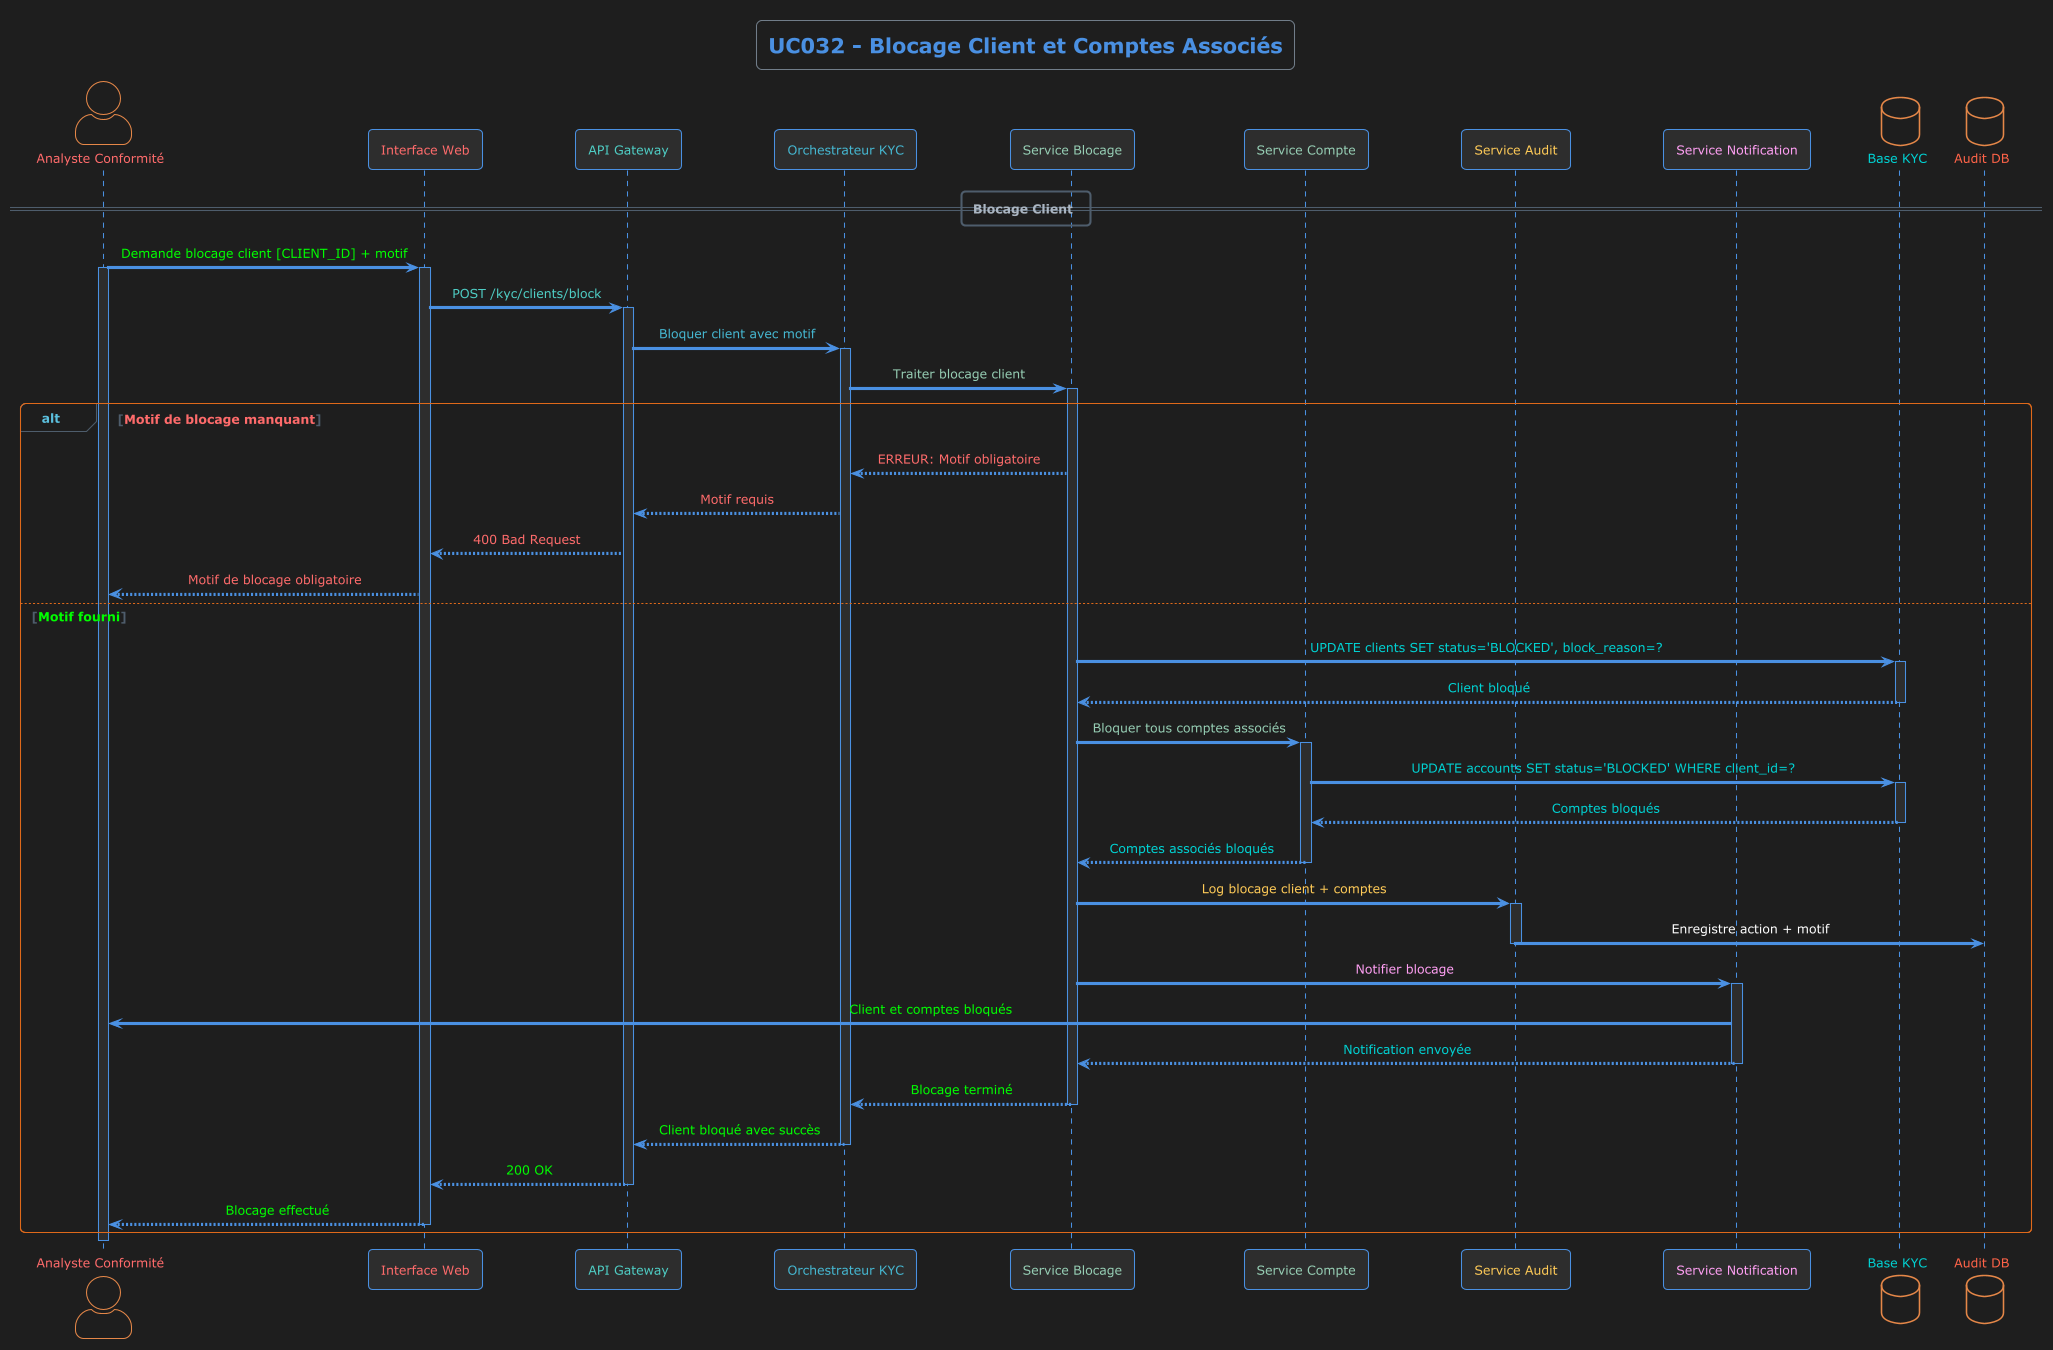 UC032 - Blocage Client et Comptes Associés
Analyste Conformité
Interface Web
API Gateway
Orchestrateur KYC
Service Blocage
Service Compte
Service Audit
Service Notification
Base KYC
Audit DB
Blocage Client
Demande blocage client [CLIENT_ID] + motif
POST /kyc/clients/block
Bloquer client avec motif
Traiter blocage client
alt
[Motif de blocage manquant]
ERREUR: Motif obligatoire
Motif requis
400 Bad Request
Motif de blocage obligatoire
[Motif fourni]
UPDATE clients SET status='BLOCKED', block_reason=?
Client bloqué
Bloquer tous comptes associés
UPDATE accounts SET status='BLOCKED' WHERE client_id=?
Comptes bloqués
Comptes associés bloqués
Log blocage client + comptes
Enregistre action + motif
Notifier blocage
Client et comptes bloqués
Notification envoyée
Blocage terminé
Client bloqué avec succès
200 OK
Blocage effectué
Analyste Conformité
Interface Web
API Gateway
Orchestrateur KYC
Service Blocage
Service Compte
Service Audit
Service Notification
Base KYC
Audit DB